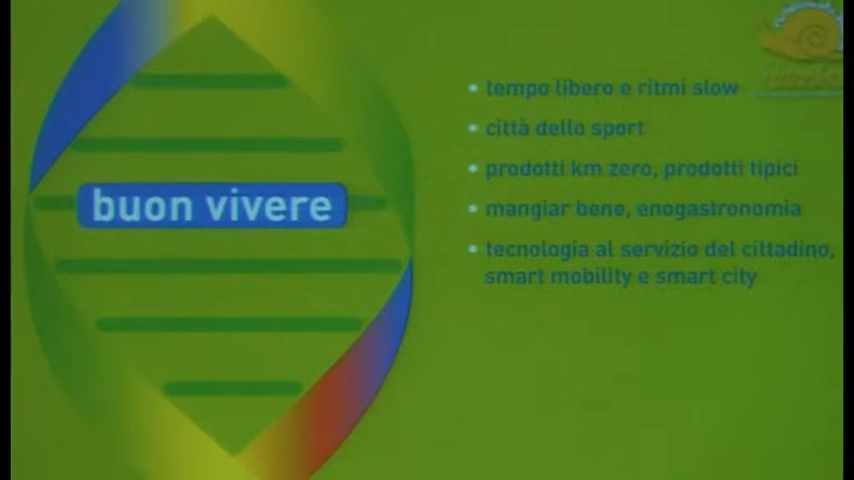 buon vivere
• tempo libero e ritmi slow
• città dello sport
• prodotti km zero, prodotti tipici
• mangiar bene, enogastronomia
• tecnologia al servizio del cittadino,
smart mobility e smart city